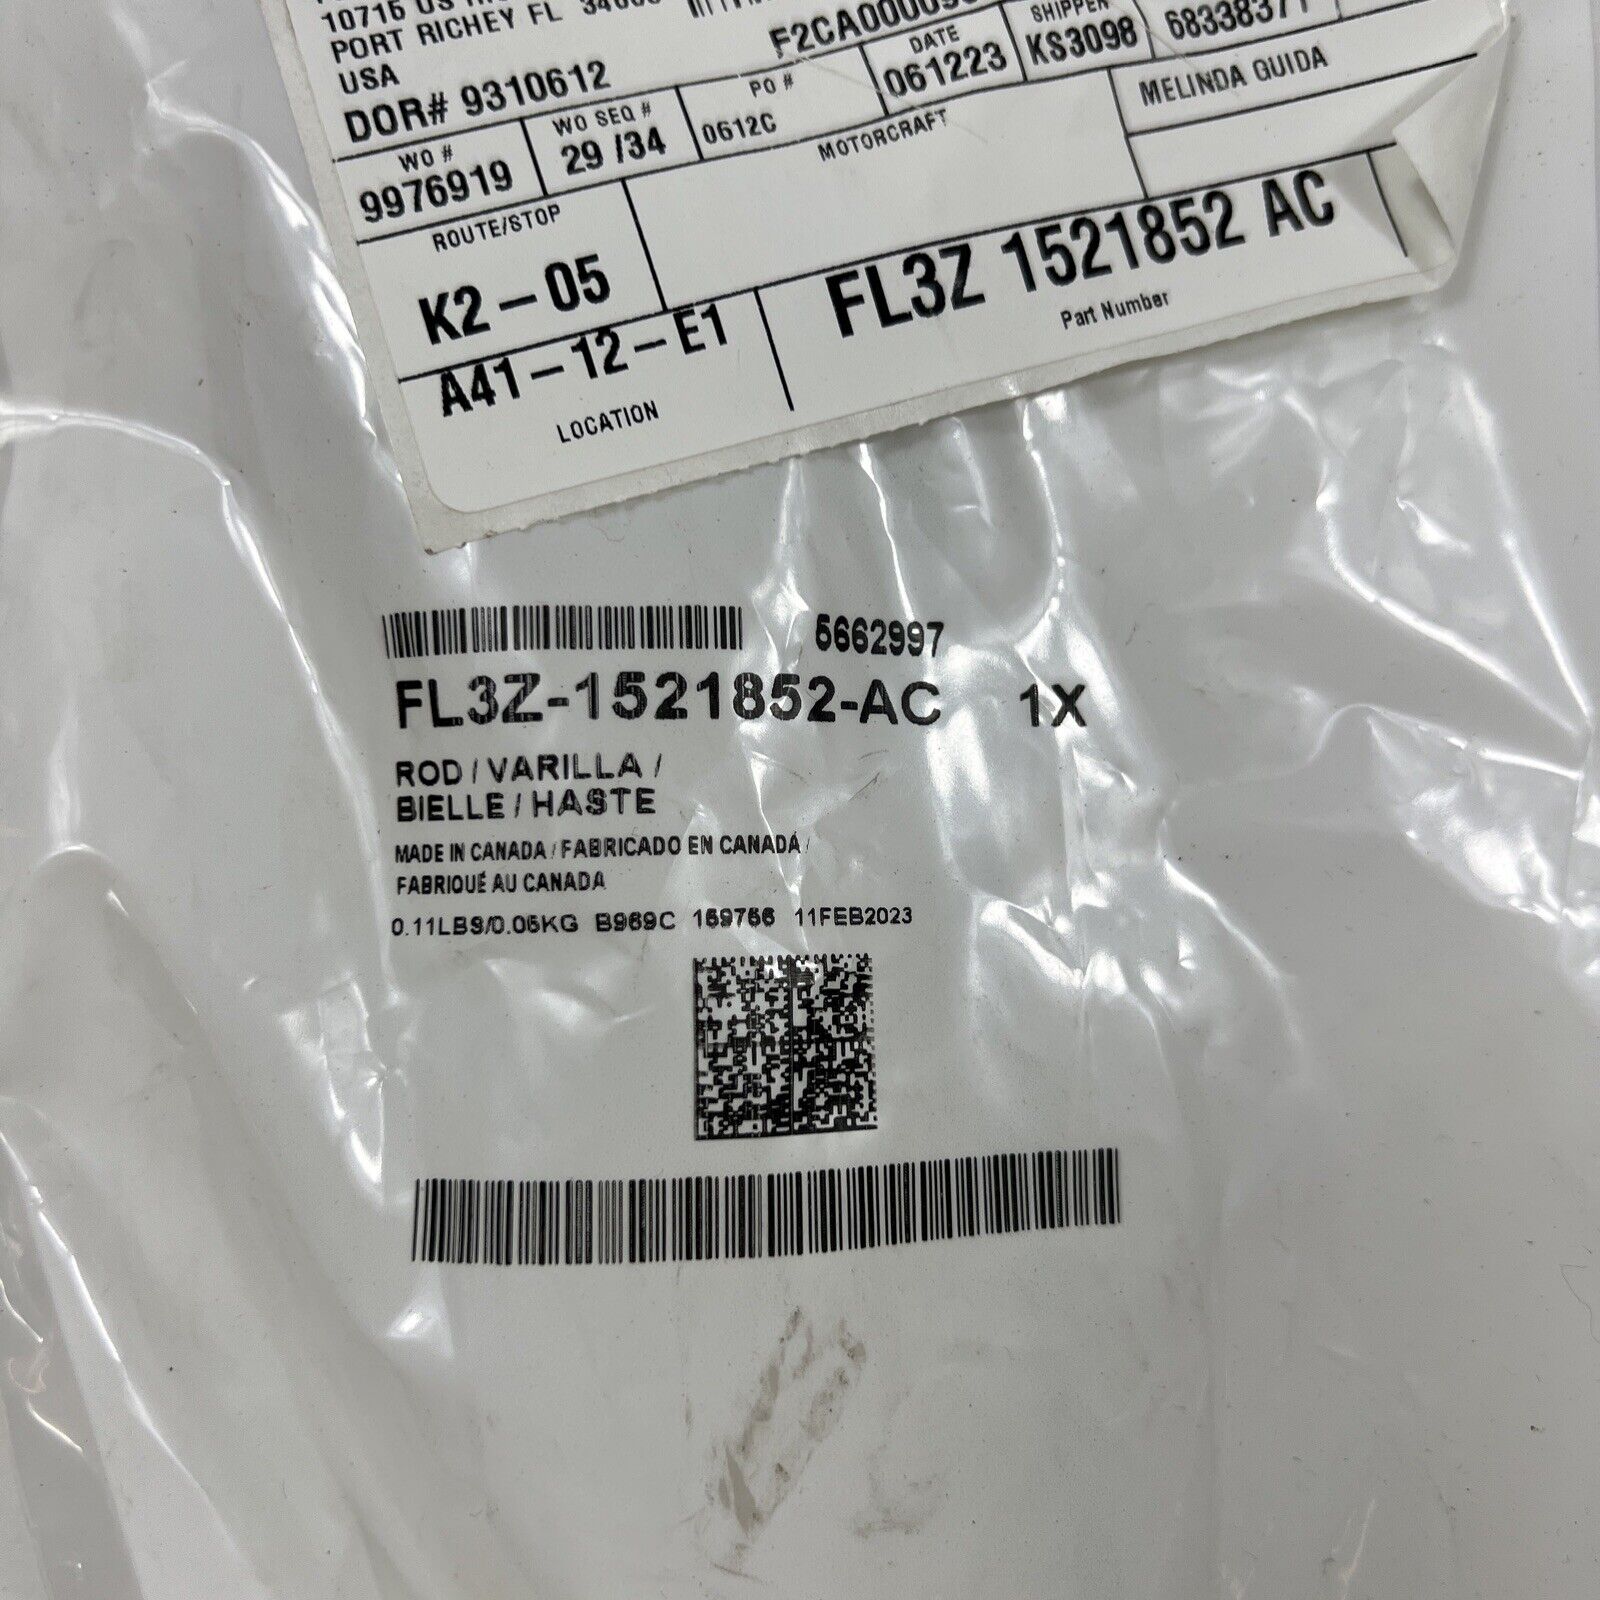 10715 US
PORT RICHEY FL
USA
DOR# 9310612
DATE
061223
SHIPPER
KS3098
68338371
WO #
9976919
WO SEQ #
29 /34
PO #
0612C
MOTORCRAFT
MELINDA GUIDA
ROUTE/STOP
K2-05
FL3Z 1521852 AC
Part Number
A41-12-E1
LOCATION
5662997
FL3Z-1521852-AC 1X
ROD / VARILLA /
BIELLE / HASTE
MADE IN CANADA / FABRICADO EN CANADÁ /
FABRIQUÉ AU CANADA
0.11LBS/0.05KG B969C 159756 11FEB2023